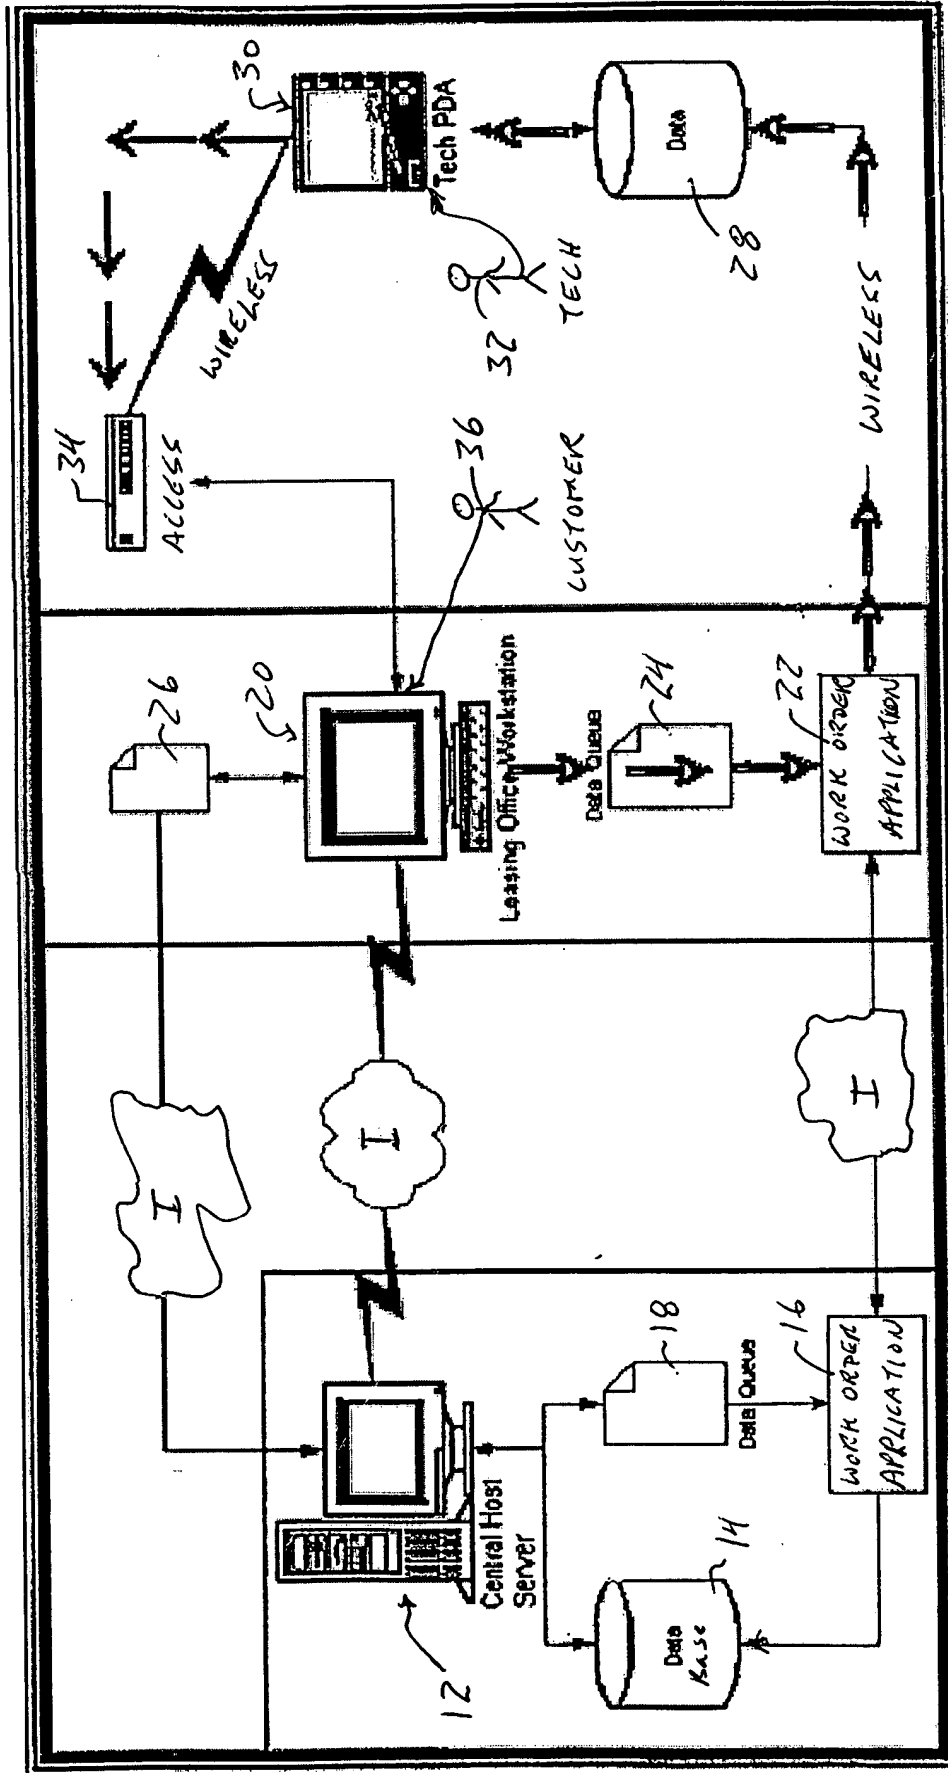 12
Central Host
Server
Data
Base
14
18
Data Queue
WORK ORDER
APPLICATION
16
I
I
I
26
20
Leasing Office Workstation
Data Queue
24
WORK ORDER
APPLICATION
22
34
ACCESS
WIRELESS
30
Tech PDA
36
CUSTOMER
32
TECH
Data
28
WIRELESS